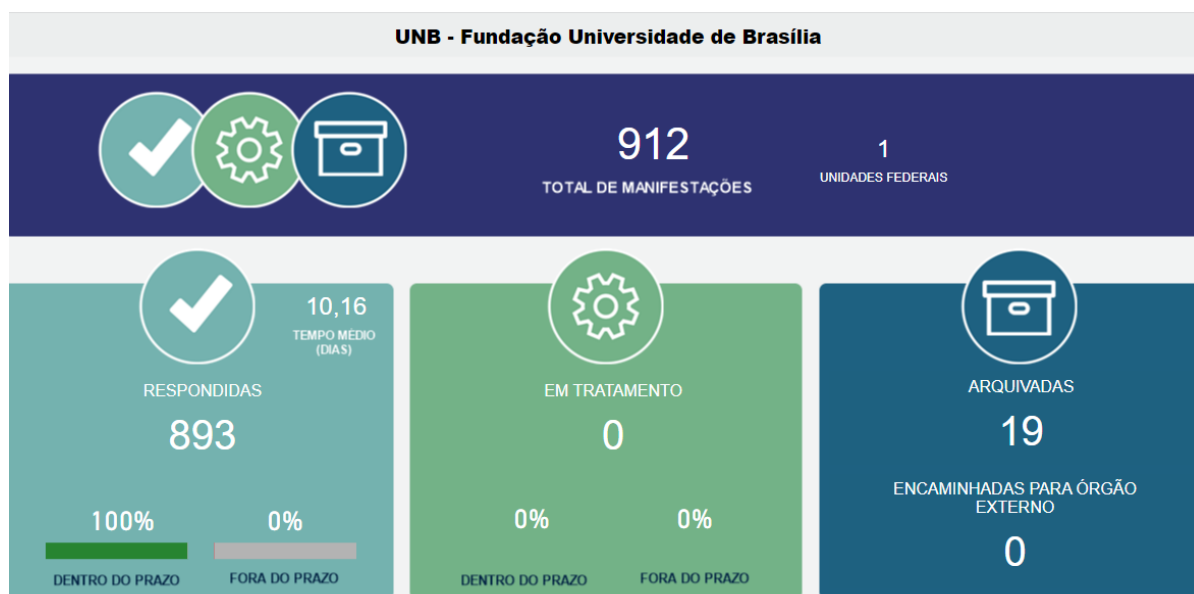 UNB - Fundação Universidade de Brasília
912
TOTAL DE MANIFESTAÇÕES
1
UNIDADES FEDERAIS
10,16
TEMPO MÉDIO
(DIAS)
RESPONDIDAS
893
100%
0%
DENTRO DO PRAZO
FORA DO PRAZO
EM TRATAMENTO
0
0%
0%
DENTRO DO PRAZO
FORA DO PRAZO
ARQUIVADAS
19
ENCAMINHADAS PARA ÓRGÃO
EXTERNO
0